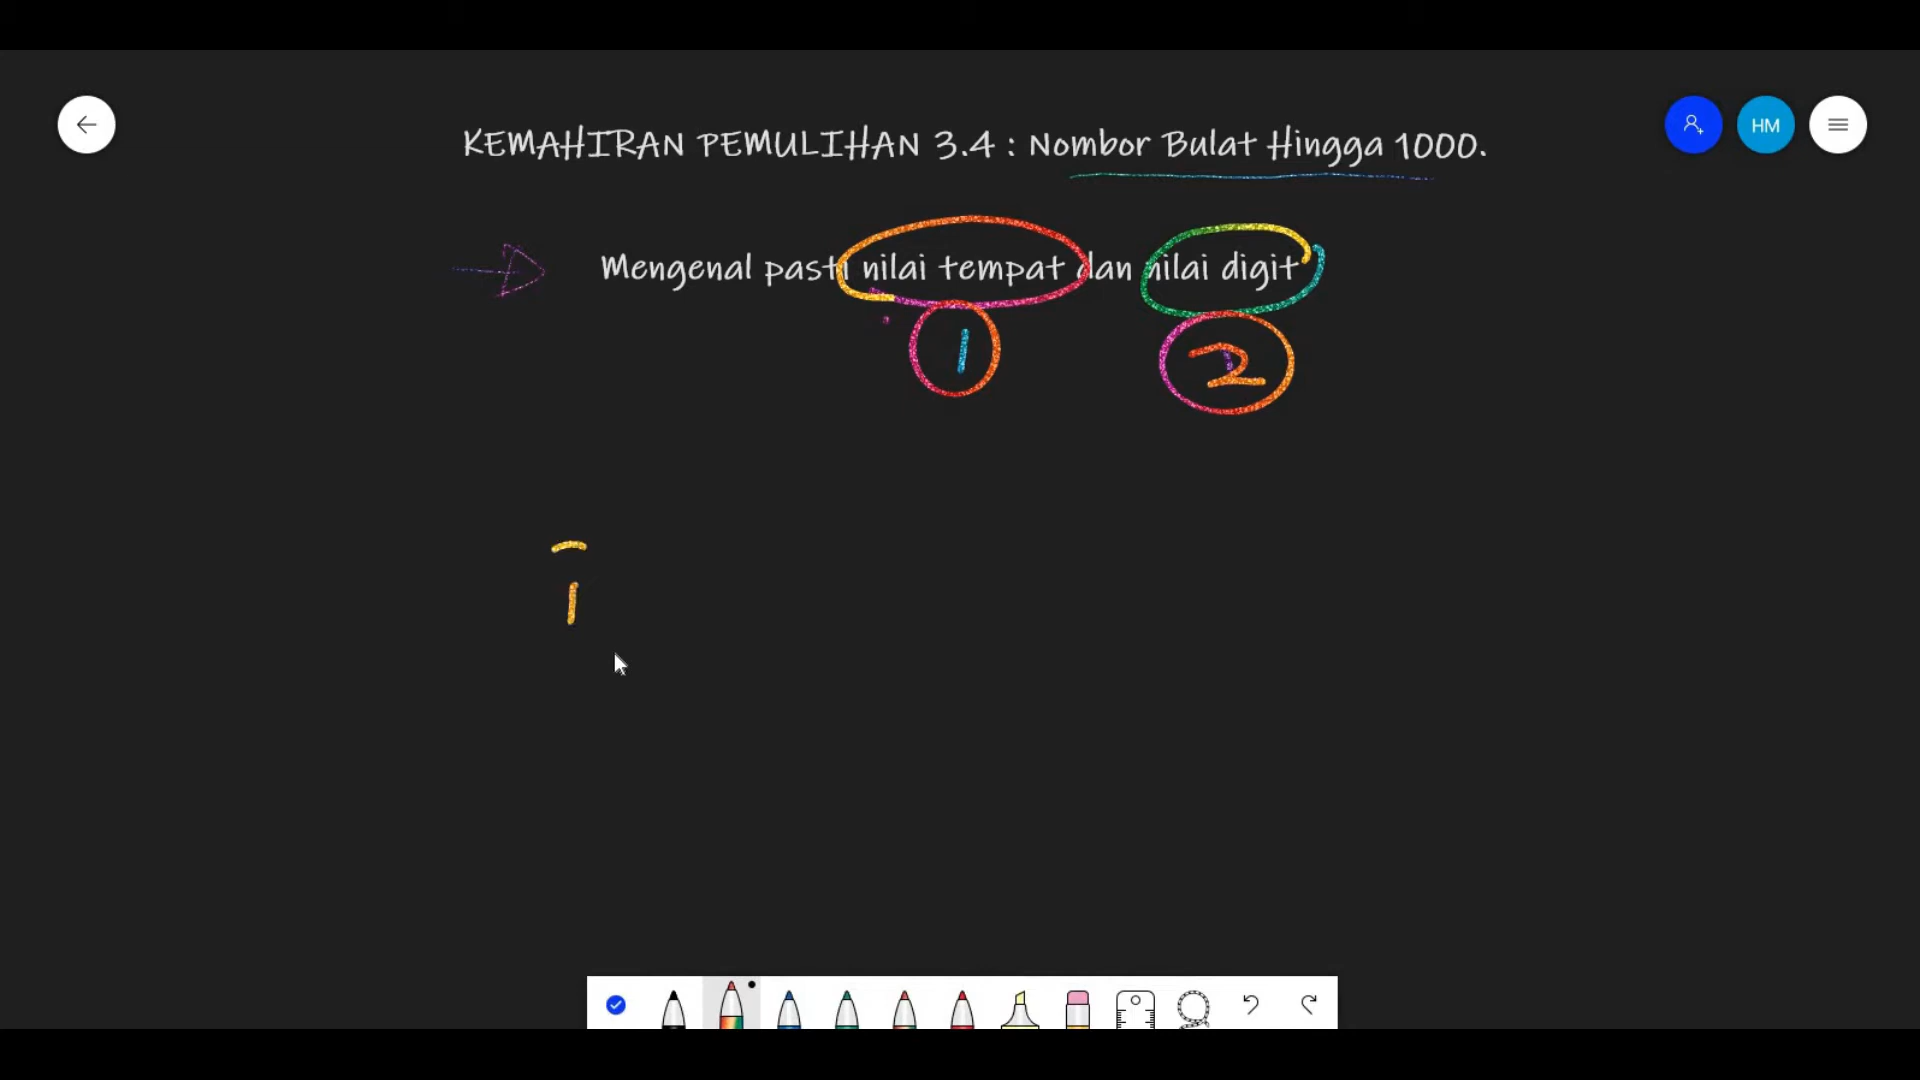 KEMAHIRAN PEMULIHAN 3.4 : Nombor Bulat Hingga 1000.
HM
Mengenal pasti nilai tempat dan nilai digit
1
2